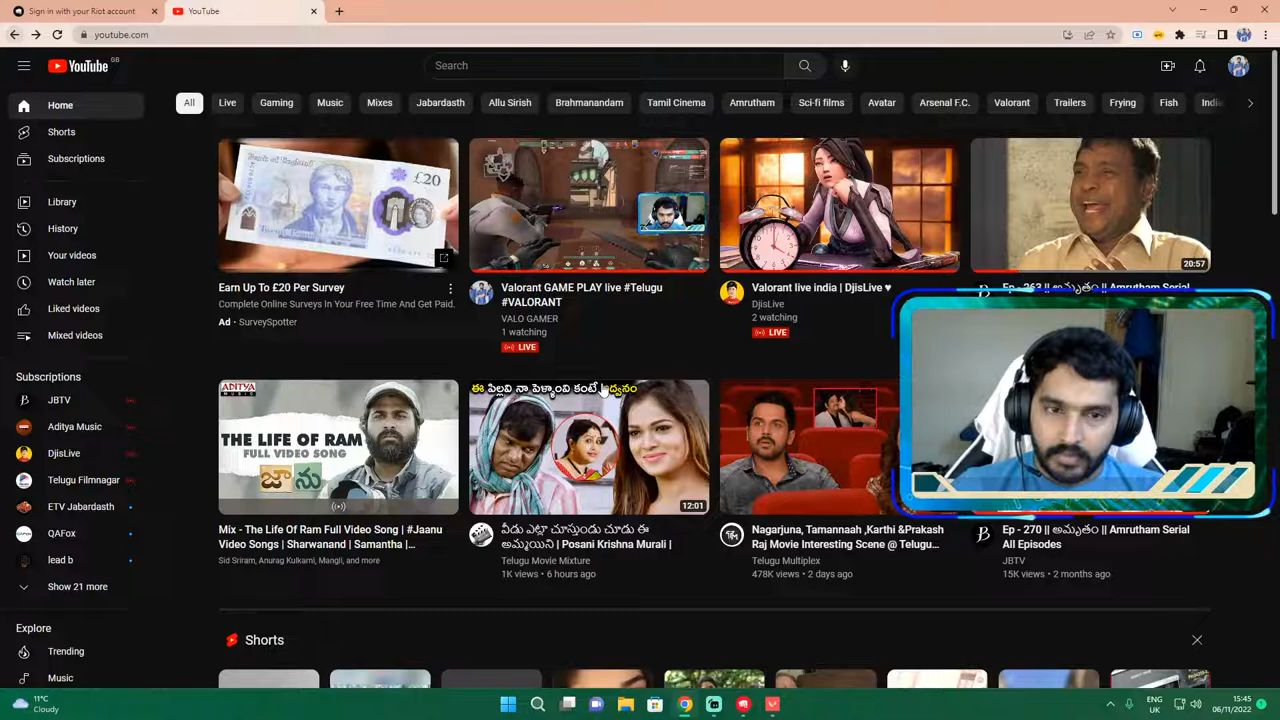 Sign in with your Riot account
YouTube
youtube.com
YouTube GB
Search
Home
Shorts
Subscriptions
Library
History
Your videos
Watch later
Liked videos
Mixed videos
Subscriptions
JBTV
Aditya Music
DjisLive
Telugu Filmnagar
ETV Jabardasth
QAFox
lead b
Show 21 more
Explore
Trending
Music
All
Live
Gaming
Music
Mixes
Jabardasth
Allu Sirish
Brahmanandam
Tamil Cinema
Amrutham
Sci-fi films
Avatar
Arsenal F.C.
Valorant
Trailers
Frying
Fish
£20
Earn Up To £20 Per Survey
Complete Online Surveys In Your Free Time And Get Paid.
Ad • SurveySpotter
Valorant GAME PLAY live #Telugu
#VALORANT
VALO GAMER
1 watching
LIVE
Valorant live india | DjisLive ♥
DjisLive
2 watching
LIVE
20:57
Ep - 263 || అమృతం || Amrutham Serial
ADITYA
MUSIC
THE LIFE OF RAM
FULL VIDEO SONG
జాను
Mix - The Life Of Ram Full Video Song | #Jaanu
Video Songs | Sharwanand | Samantha |...
Sid Sriram, Anurag Kulkarni, Mangli, and more
ఈ పిల్లవి నా పెళ్ళాంవి కంటే
12:01
వీడు ఎట్లా చూస్తుండు చూడు ఈ
అమ్మాయిని | Posani Krishna Murali |
Telugu Movie Mixture
1K views • 6 hours ago
Nagarjuna, Tamannaah ,Karthi &Prakash
Raj Movie Interesting Scene @ Telugu...
Telugu Multiplex
478K views • 2 days ago
Ep - 270 || అమృతం || Amrutham Serial
All Episodes
JBTV
15K views • 2 months ago
Shorts
11°C
Cloudy
ENG
UK
15:45
06/11/2022